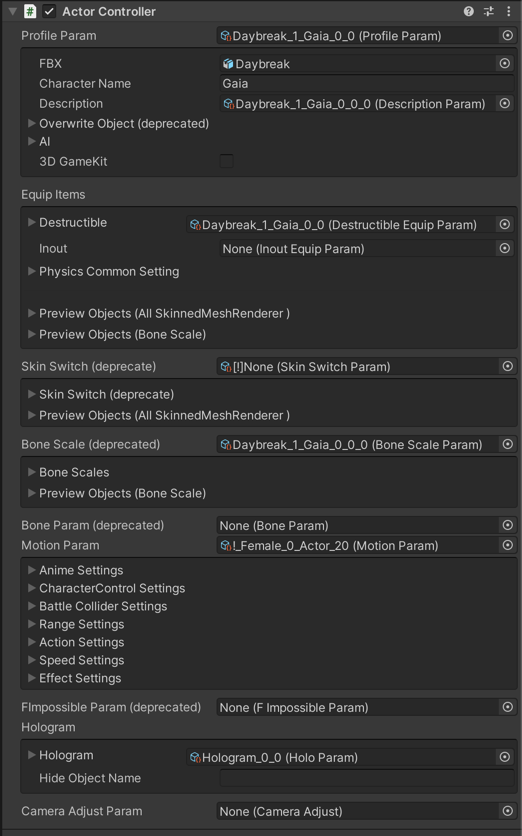 Actor Controller
Profile Param Daybreak_1_Gaia_0_0 (Profile Param)
FBX Daybreak
Character Name Gaia
Description Daybreak_1_Gaia_0_0_0 (Description Param)
Overwrite Object (deprecated)
AI
3D GameKit
Equip Items
Destructible Daybreak_1_Gaia_0_0 (Destructible Equip Param)
Inout None (Inout Equip Param)
Physics Common Setting
Preview Objects (All SkinnedMeshRenderer )
Preview Objects (Bone Scale)
Skin Switch (deprecate) [!]None (Skin Switch Param)
Skin Switch (deprecate)
Preview Objects (All SkinnedMeshRenderer )
Bone Scale (deprecated) Daybreak_1_Gaia_0_0_0 (Bone Scale Param)
Bone Scales
Preview Objects (Bone Scale)
Bone Param (deprecated) None (Bone Param)
Motion Param !_Female_0_Actor_20 (Motion Param)
Anime Settings
CharacterControl Settings
Battle Collider Settings
Range Settings
Action Settings
Speed Settings
Effect Settings
FImpossible Param (deprecated) None (F Impossible Param)
Hologram
Hologram Hologram_0_0 (Holo Param)
Hide Object Name
Camera Adjust Param None (Camera Adjust)